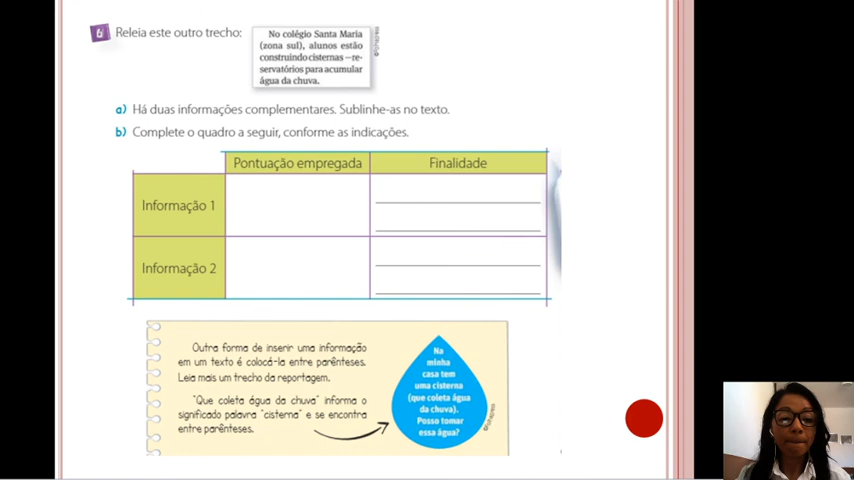 6 Releia este outro trecho:
No colégio Santa Maria
(zona sul), alunos estão
construindo cisternas —re-
servatórios para acumular
água da chuva.
a) Há duas informações complementares. Sublinhe-as no texto.
b) Complete o quadro a seguir, conforme as indicações.
Pontuação empregada Finalidade
Informação 1
Informação 2
Outra forma de inserir uma informação
em um texto é colocá-la entre parênteses.
Leia mais um trecho da reportagem.
"Que coleta água da chuva" informa o
significado palavra "cisterna" e se encontra
entre parênteses.
Na
minha
casa tem
uma cisterna
(que coleta água
da chuva).
Posso tomar
essa água?